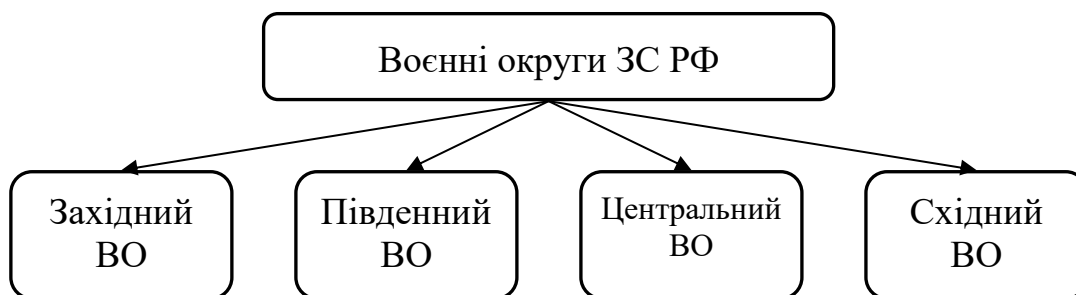 Воєнні округи ЗС РФ
Західний
ВО
Південний
ВО
Центральний
ВО
Східний
ВО